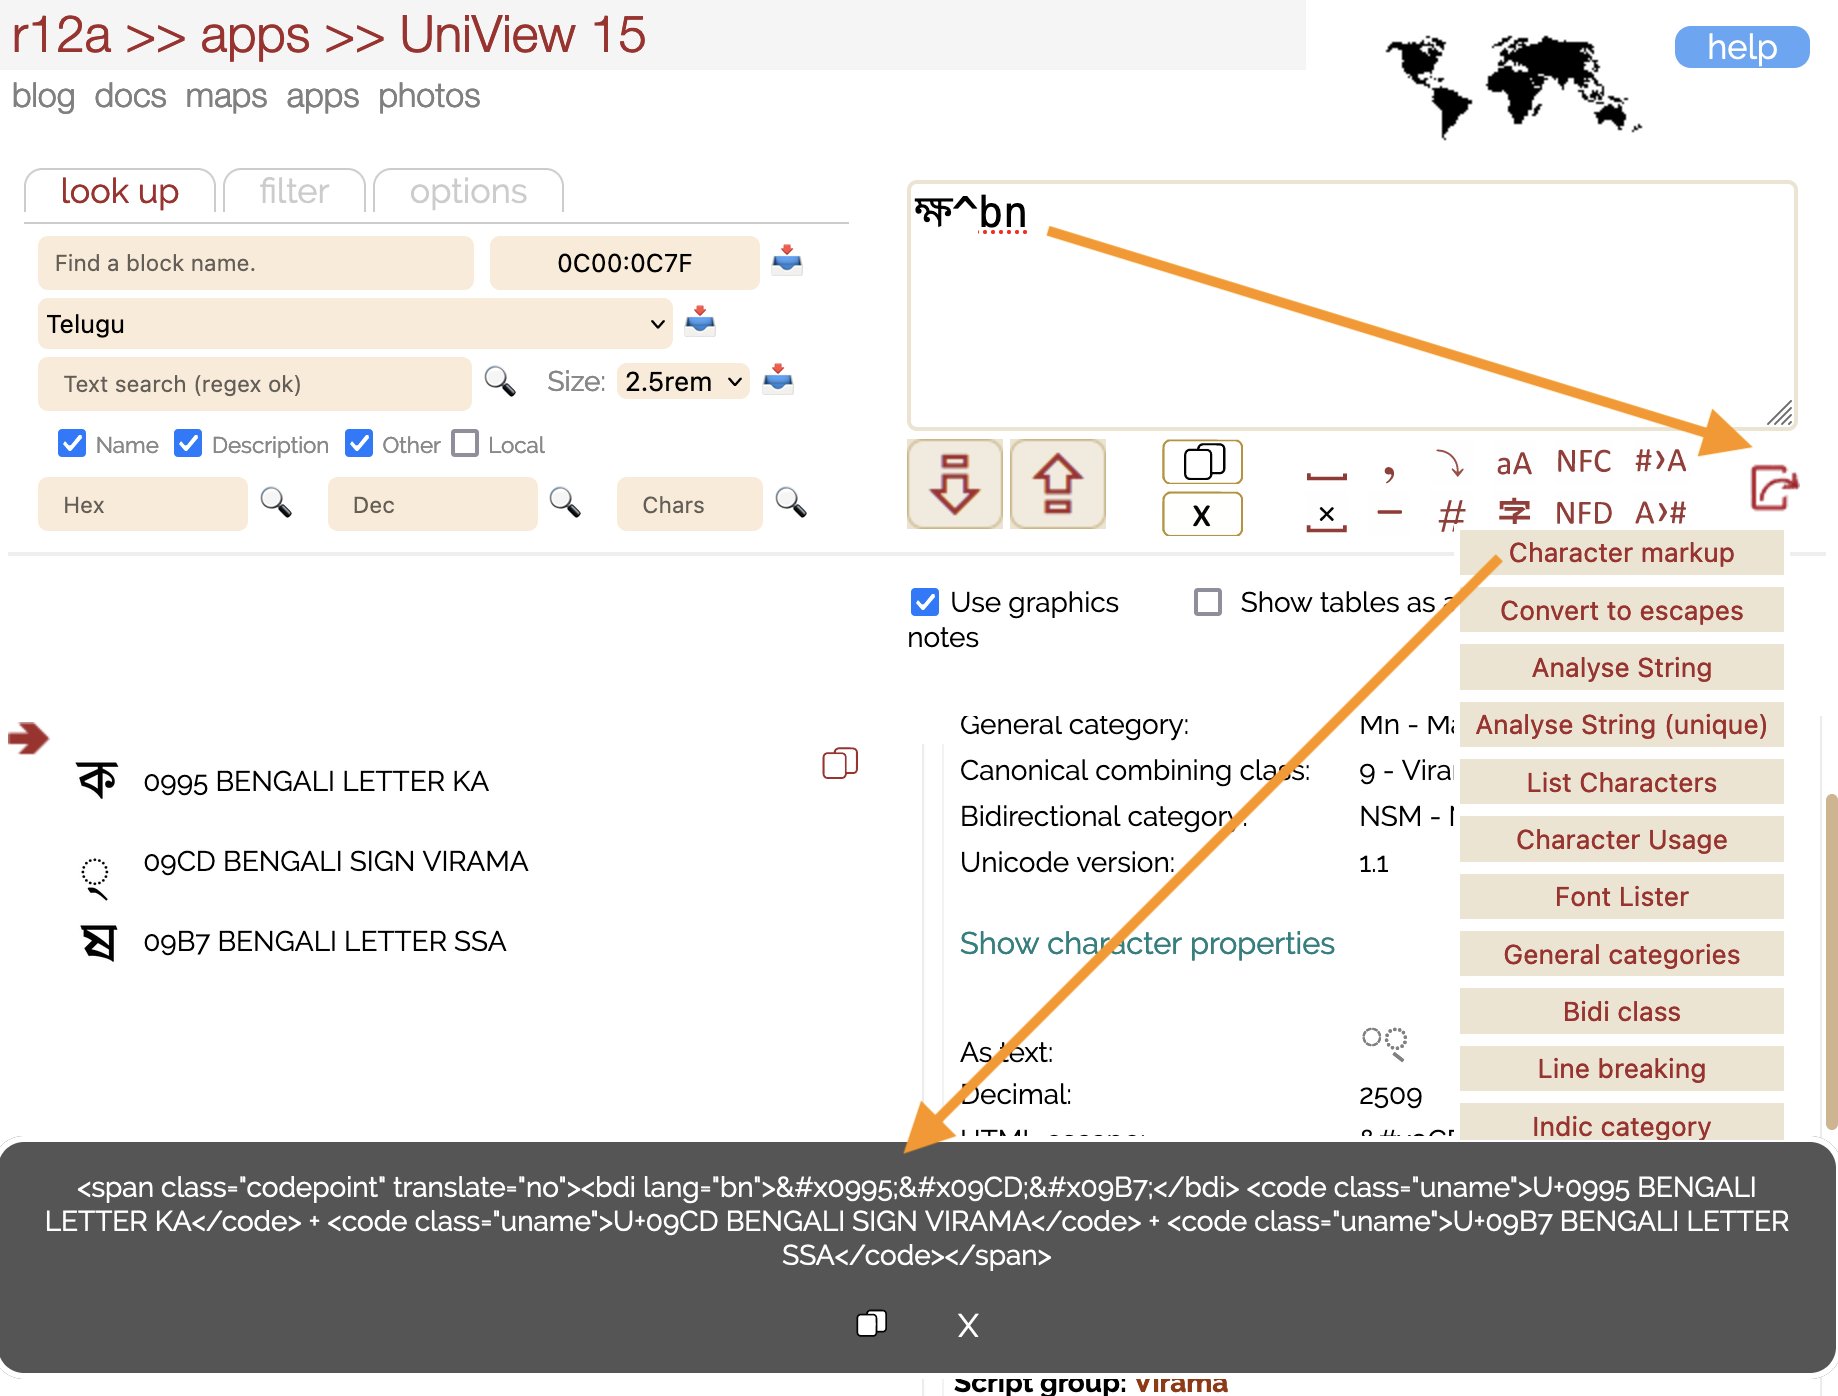 r12a >> apps >> UniView 15
help
blog docs maps apps photos
look up filter options
ক্ষ^bn
Find a block name. 0C00:0C7F
Telugu
Text search (regex ok) Size: 2.5rem
Name Description Other Local
Hex Dec Chars
aA NFC #>A
X # 字 NFD A>#
Character markup
Convert to escapes
Analyse String
Analyse String (unique)
List Characters
Character Usage
Font Lister
General categories
Bidi class
Line breaking
Indic category
Use graphics Show tables as
notes
ক 0995 BENGALI LETTER KA
্ 09CD BENGALI SIGN VIRAMA
ষ 09B7 BENGALI LETTER SSA
General category: Mn -
Canonical combining class: 9 -
Bidirectional category: NSM -
Unicode version: 1.1
Show character properties
As text:
Decimal: 2509
<span class="codepoint" translate="no"><bdi lang="bn">&#x0995;&#x09CD;&#x09B7;</bdi> <code class="uname">U+0995 BENGALI
LETTER KA</code> + <code class="uname">U+09CD BENGALI SIGN VIRAMA</code> + <code class="uname">U+09B7 BENGALI LETTER
SSA</code></span>
X
Script group: Virama